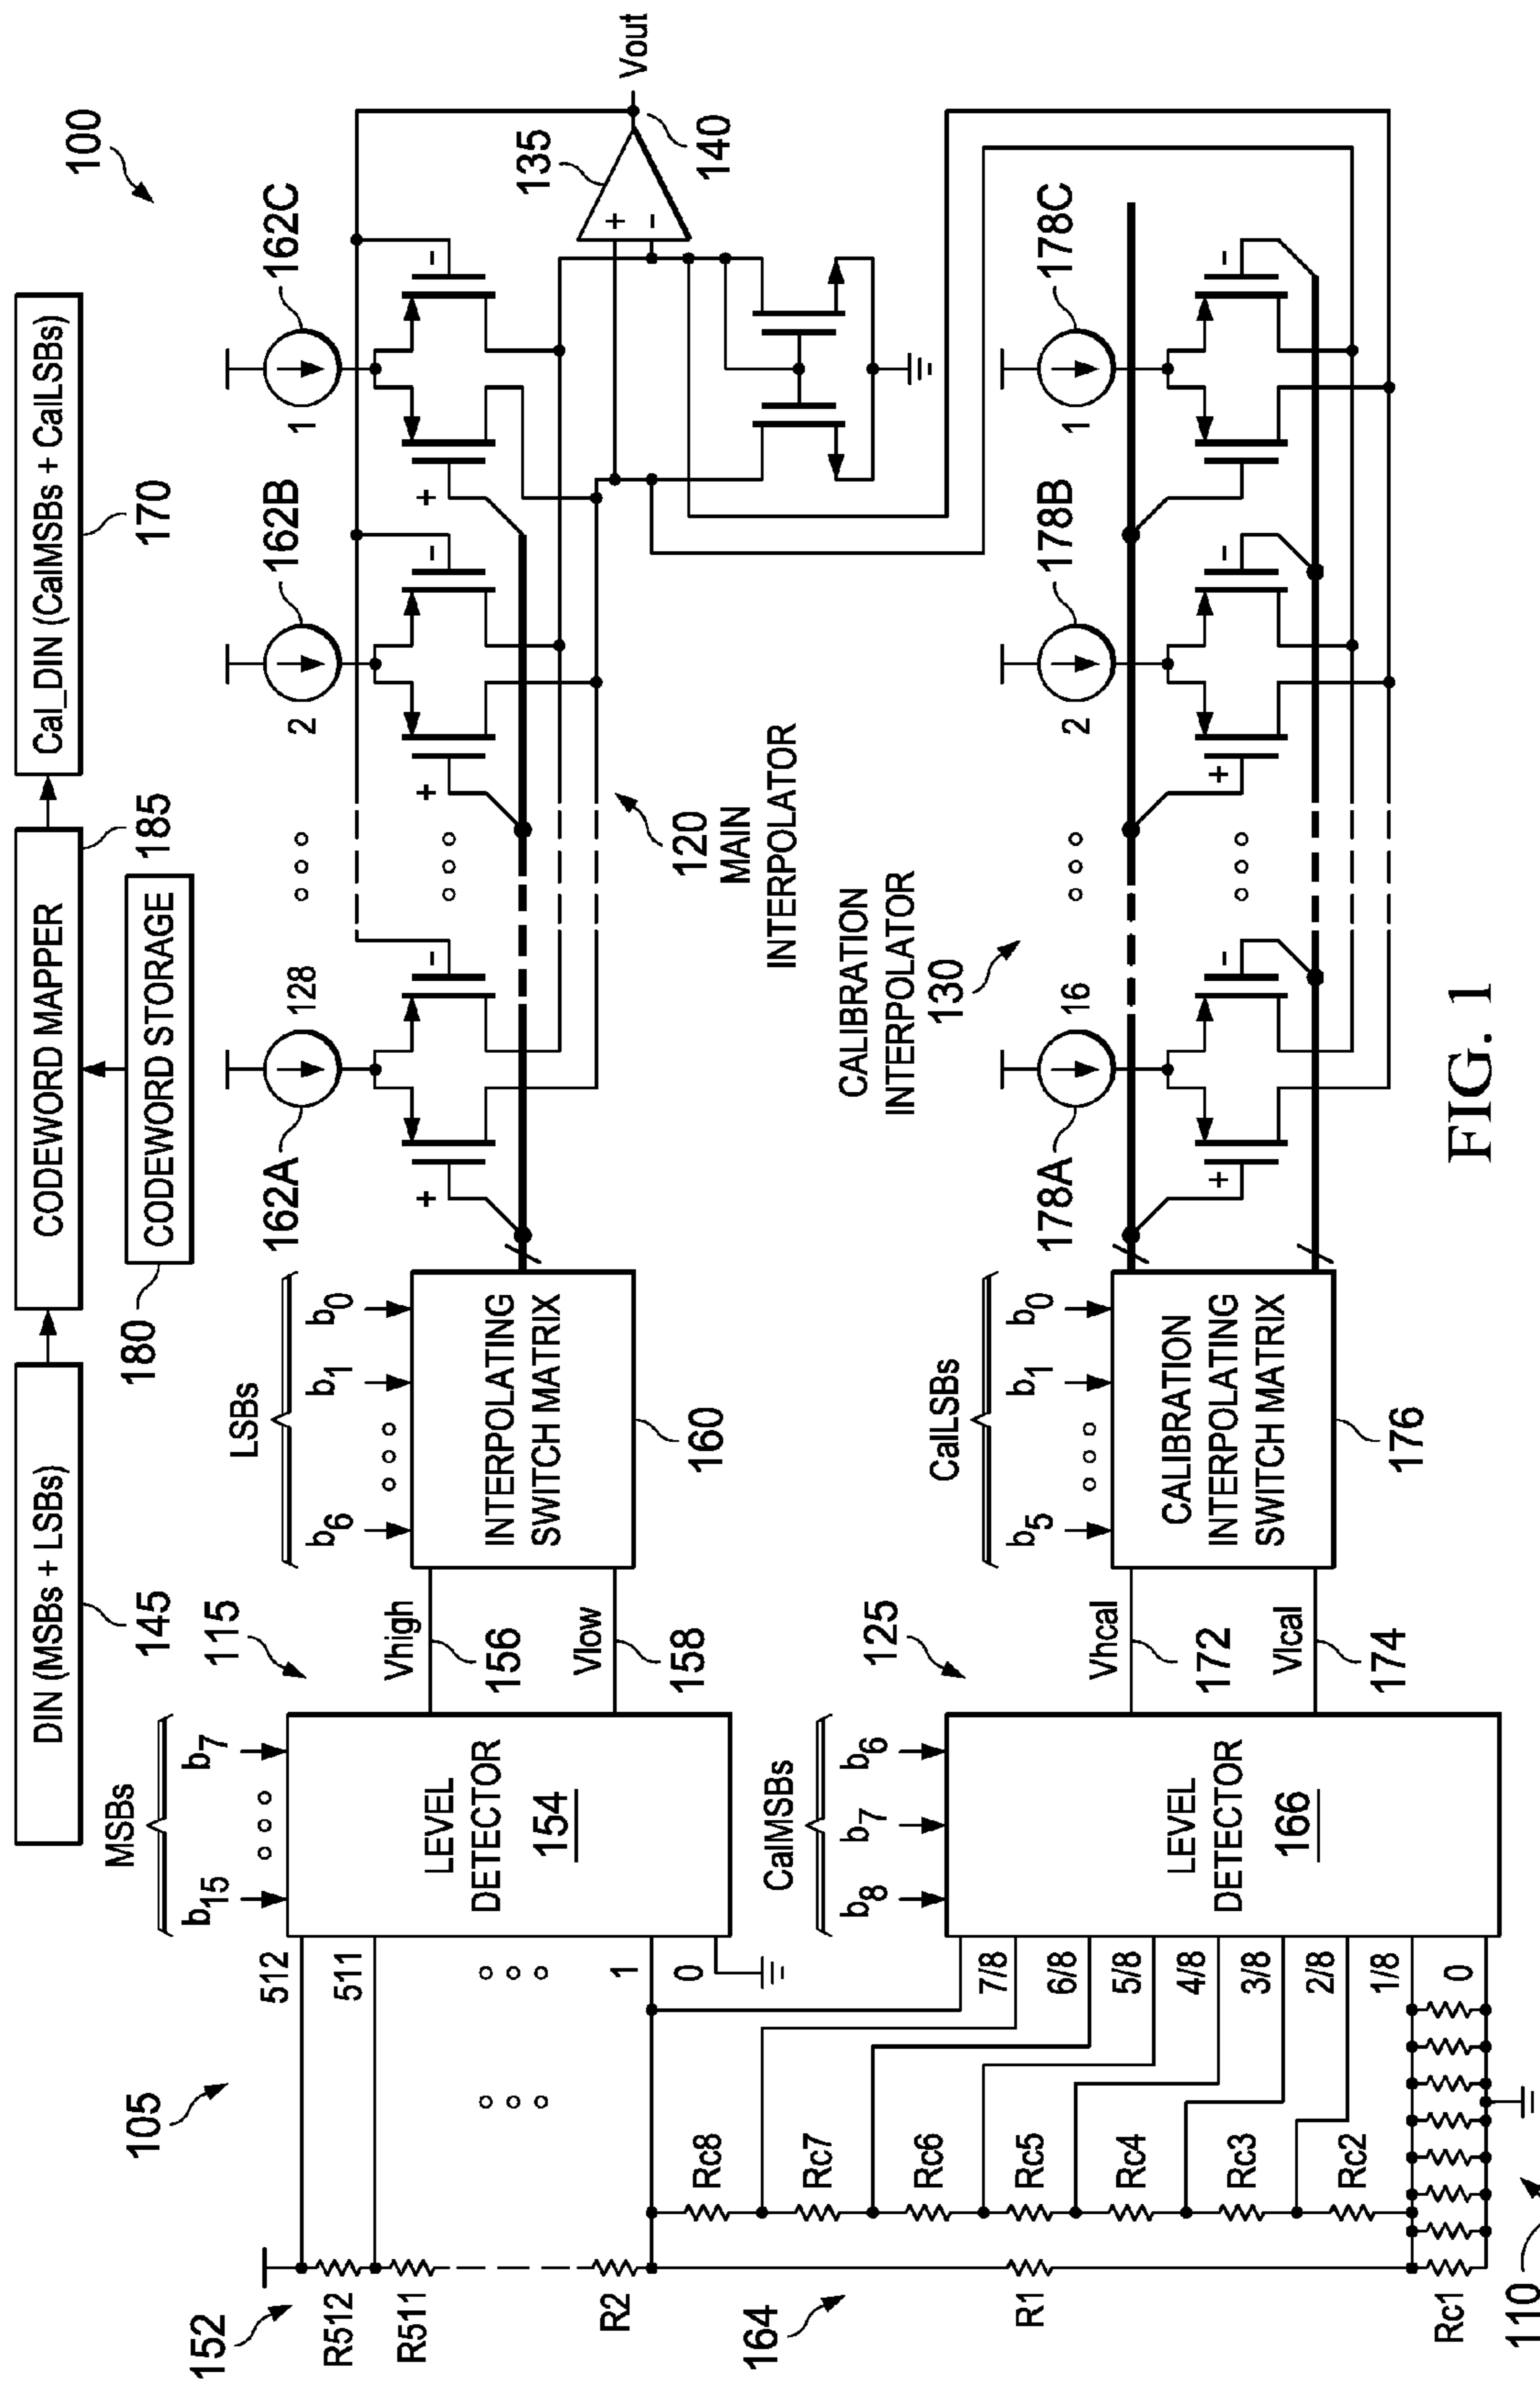 100
DIN (MSBs + LSBs)
145
CODEWORD MAPPER
185
Cal_DIN (CalMSBs + CalLSBs)
170
CODEWORD STORAGE
180
105
152
R512
R511
R2
512
511
1
0
MSBs
b15
b7
LEVEL
DETECTOR
154
115
Vhigh
156
Vlow
158
LSBs
b6
b1
b0
INTERPOLATING
SWITCH MATRIX
160
162A
128
162B
2
162C
1
+
-
+
-
+
-
120
MAIN
INTERPOLATOR
135
+
-
Vout
140
164
R1
Rc8
Rc7
Rc6
Rc5
Rc4
Rc3
Rc2
Rc1
110
7/8
6/8
5/8
4/8
3/8
2/8
1/8
0
CalMSBs
b8
b7
b6
LEVEL
DETECTOR
166
125
Vhcal
172
Vlcal
174
CalLSBs
b5
b1
b0
CALIBRATION
INTERPOLATING
SWITCH MATRIX
176
CALIBRATION
INTERPOLATOR
130
178A
16
178B
2
178C
1
+
-
+
-
-
FIG. 1